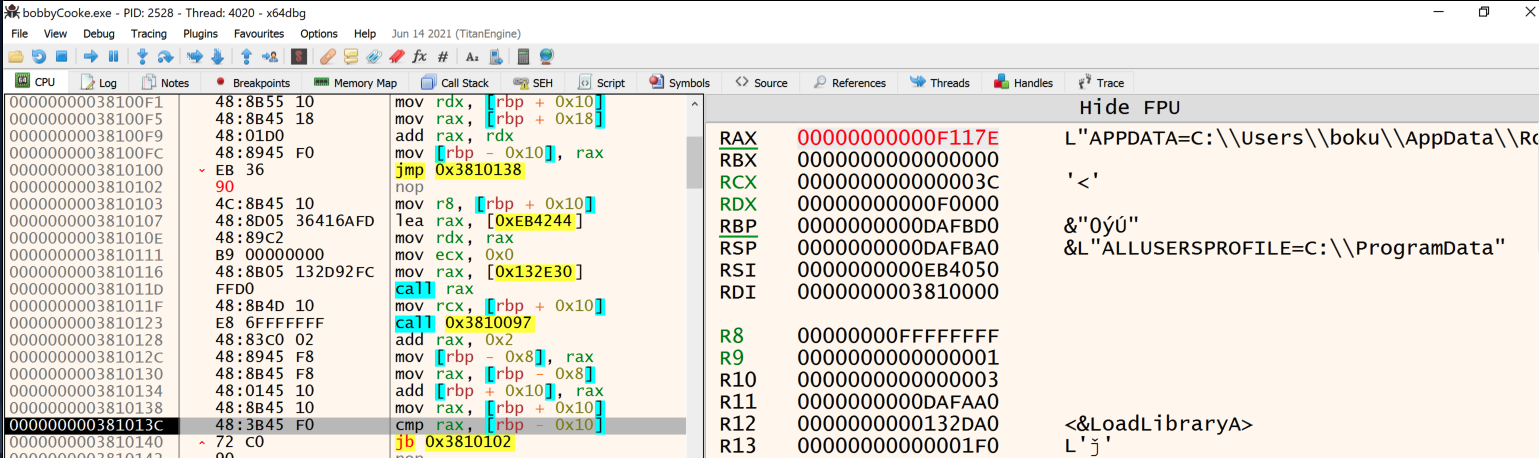 bobbyCooke.exe - PID: 2528 - Thread: 4020 - x64dbg
File View Debug Tracing Plugins Favourites Options Help Jun 14 2021 (TitanEngine)
CPU Log Notes Breakpoints Memory Map Call Stack SEH Script Symbols Source References Threads Handles Trace
00000000038100F1 48:8B55 10 mov rdx, [rbp + 0x10]
00000000038100F5 48:8B45 18 mov rax, [rbp + 0x18]
00000000038100F9 48:01D0 add rax, rdx
00000000038100FC 48:8945 F0 mov [rbp - 0x10], rax
0000000003810100 EB 36 jmp 0x3810138
0000000003810102 90 nop
0000000003810103 4C:8B45 10 mov r8, [rbp + 0x10]
0000000003810107 48:8D05 36416AFD lea rax, [0xEB4244]
000000000381010E 48:89C2 mov rdx, rax
0000000003810111 B9 00000000 mov ecx, 0x0
0000000003810116 48:8B05 132D92FC mov rax, [0x132E30]
000000000381011D FFD0 call rax
000000000381011F 48:8B4D 10 mov rcx, [rbp + 0x10]
0000000003810123 E8 6FFFFFFF call 0x3810097
0000000003810128 48:83C0 02 add rax, 0x2
000000000381012C 48:8945 F8 mov [rbp - 0x8], rax
0000000003810130 48:8B45 F8 mov rax, [rbp - 0x8]
0000000003810134 48:0145 10 add [rbp + 0x10], rax
0000000003810138 48:8B45 10 mov rax, [rbp + 0x10]
000000000381013C 48:3B45 F0 cmp rax, [rbp - 0x10]
0000000003810140 72 C0 jb 0x3810102
0000000003810142 90 nop
Hide FPU
RAX 00000000000F117E L"APPDATA=C:\\Users\\boku\\AppData\\Ro
RBX 0000000000000000
RCX 000000000000003C '<'
RDX 00000000000F0000
RBP 0000000000DAFBD0 &"0ýÚ"
RSP 0000000000DAFBA0 &L"ALLUSERSPROFILE=C:\\ProgramData"
RSI 0000000000EB4050
RDI 0000000003810000
R8 00000000FFFFFFFF
R9 0000000000000001
R10 0000000000000003
R11 0000000000DAFAA0
R12 0000000000132DA0 <&LoadLibraryA>
R13 00000000000001F0 L'ǰ'